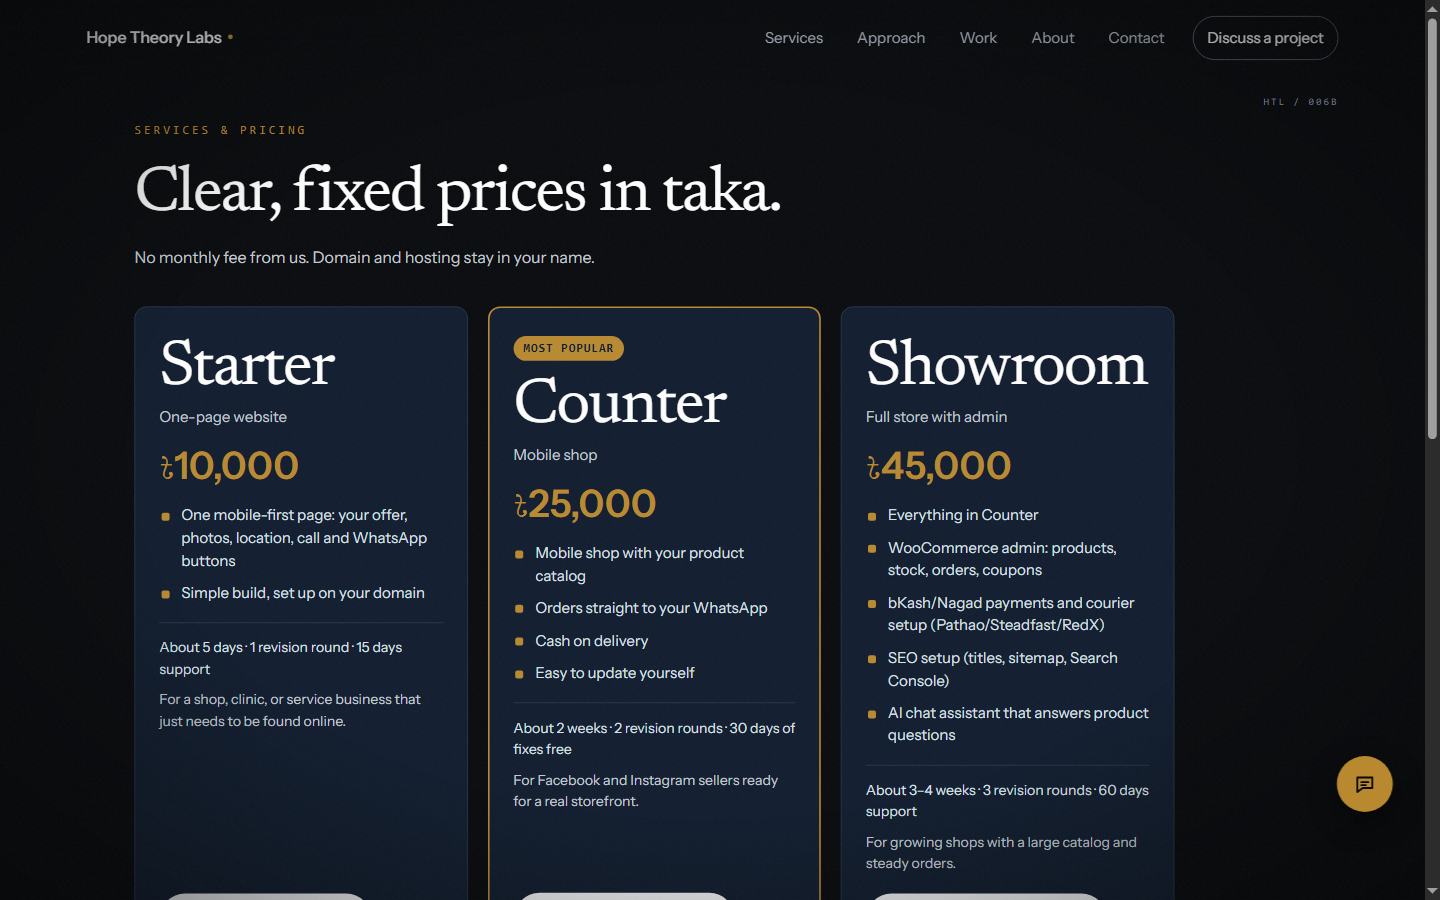 Hope Theory Labs
Services
Approach
Work
About
Contact
Discuss a project
HTL / 006B
SERVICES & PRICING
Clear, fixed prices in taka.
No monthly fee from us. Domain and hosting stay in your name.
Starter
One-page website
৳10,000
One mobile-first page: your offer,
photos, location, call and WhatsApp
buttons
Simple build, set up on your domain
About 5 days · 1 revision round · 15 days
support
For a shop, clinic, or service business that
just needs to be found online.
MOST POPULAR
Counter
Mobile shop
৳25,000
Mobile shop with your product
catalog
Orders straight to your WhatsApp
Cash on delivery
Easy to update yourself
About 2 weeks · 2 revision rounds · 30 days of
fixes free
For Facebook and Instagram sellers ready
for a real storefront.
Showroom
Full store with admin
৳45,000
Everything in Counter
WooCommerce admin: products,
stock, orders, coupons
bKash/Nagad payments and courier
setup (Pathao/Steadfast/RedX)
SEO setup (titles, sitemap, Search
Console)
AI chat assistant that answers product
questions
About 3–4 weeks · 3 revision rounds · 60 days
support
For growing shops with a large catalog and
steady orders.